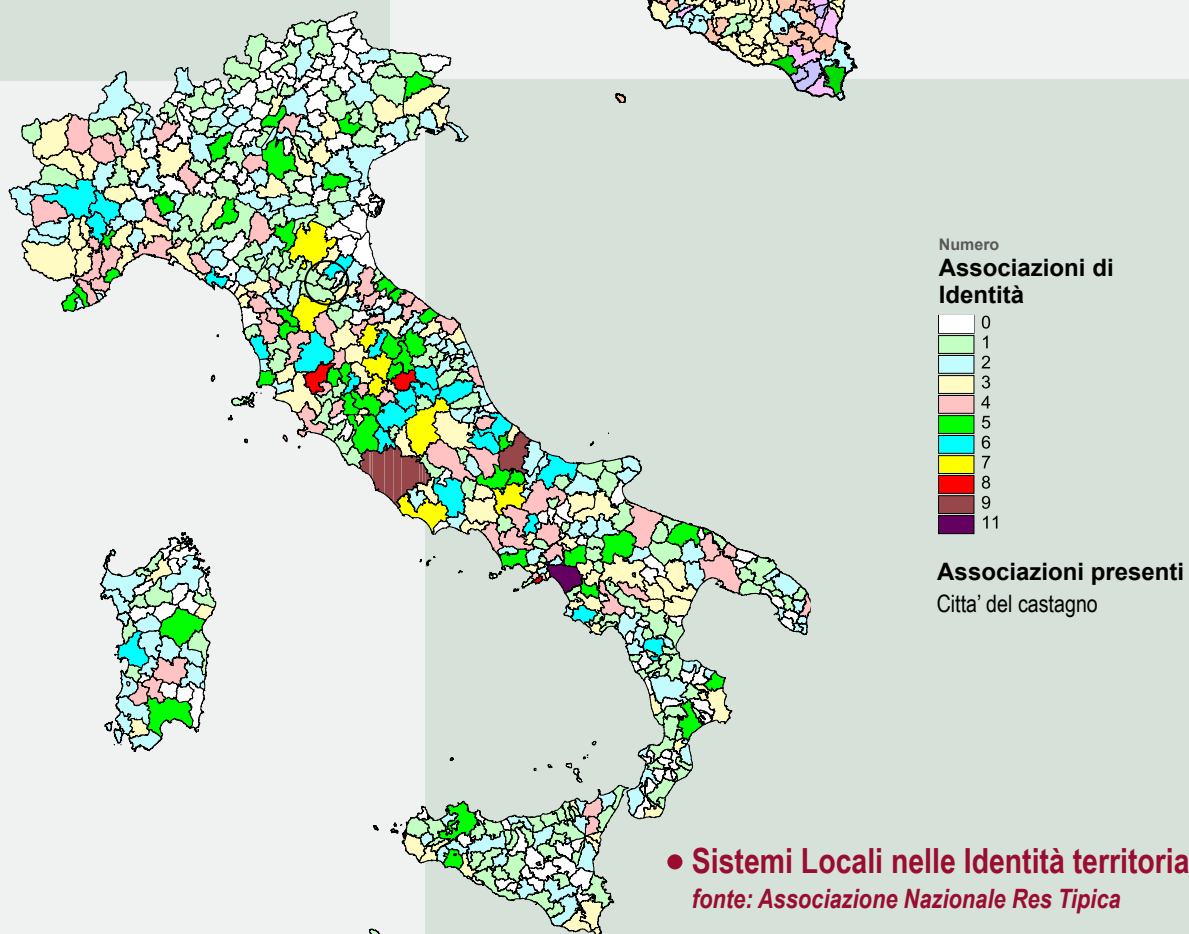 Numero
Associazioni di
Identità
0
1
2
3
4
5
6
7
8
9
11
Associazioni presenti
Citta' del castagno
• Sistemi Locali nelle Identità territoria
fonte: Associazione Nazionale Res Tipica